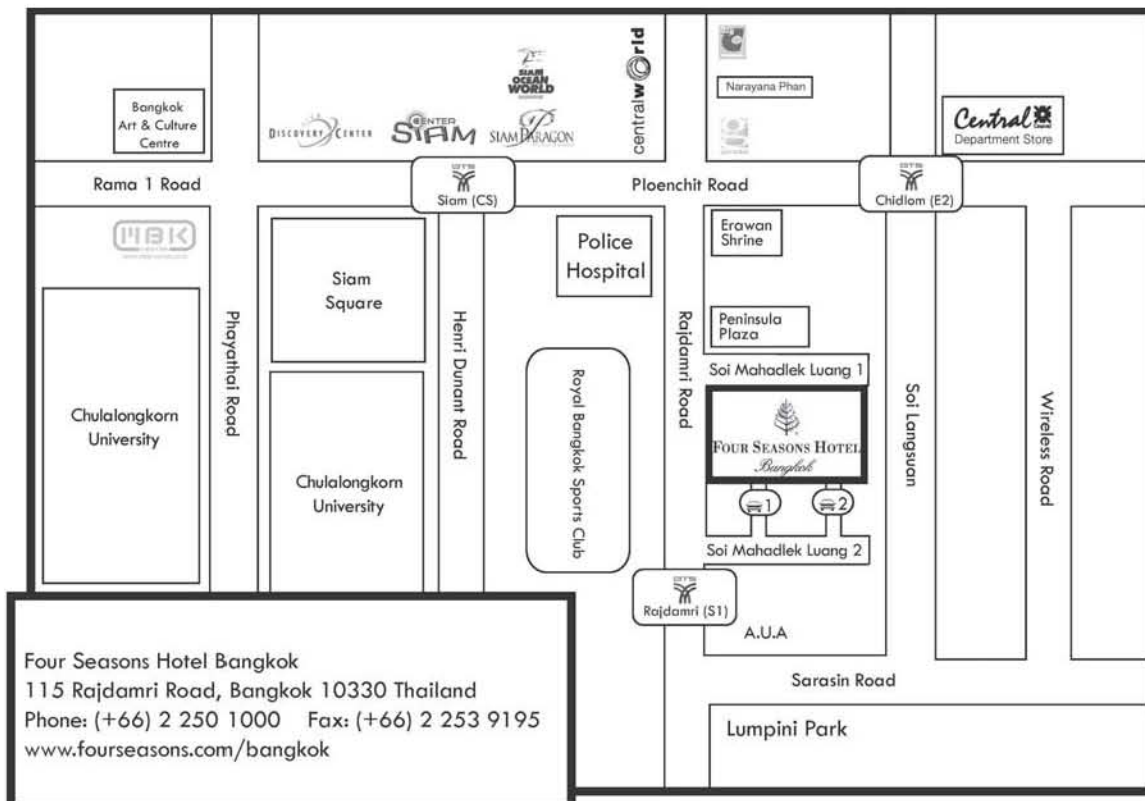 SIAM
OCEAN
WORLD
centralworld
Narayana Phan
Bangkok
Art & Culture
Centre
DISCOVERY CENTER
CENTER
SIAM
SIAM PARAGON
Central
Department Store
BTS
Siam (CS)
BTS
Chidlom (E2)
Rama 1 Road
Ploenchit Road
MBK
CENTER
Erawan
Shrine
Police
Hospital
Siam
Square
Peninsula
Plaza
Phayathai Road
Henri Dunant Road
Rajdamri Road
Soi Mahadlek Luang 1
Royal Bangkok Sports Club
Soi Langsuan
Wireless Road
Chulalongkorn
University
FOUR SEASONS HOTEL
Bangkok
Chulalongkorn
University
1
2
Soi Mahadlek Luang 2
BTS
Rajdamri (S1)
A.U.A
Sarasin Road
Lumpini Park
Four Seasons Hotel Bangkok
115 Rajdamri Road, Bangkok 10330 Thailand
Phone: (+66) 2 250 1000 Fax: (+66) 2 253 9195
www.fourseasons.com/bangkok